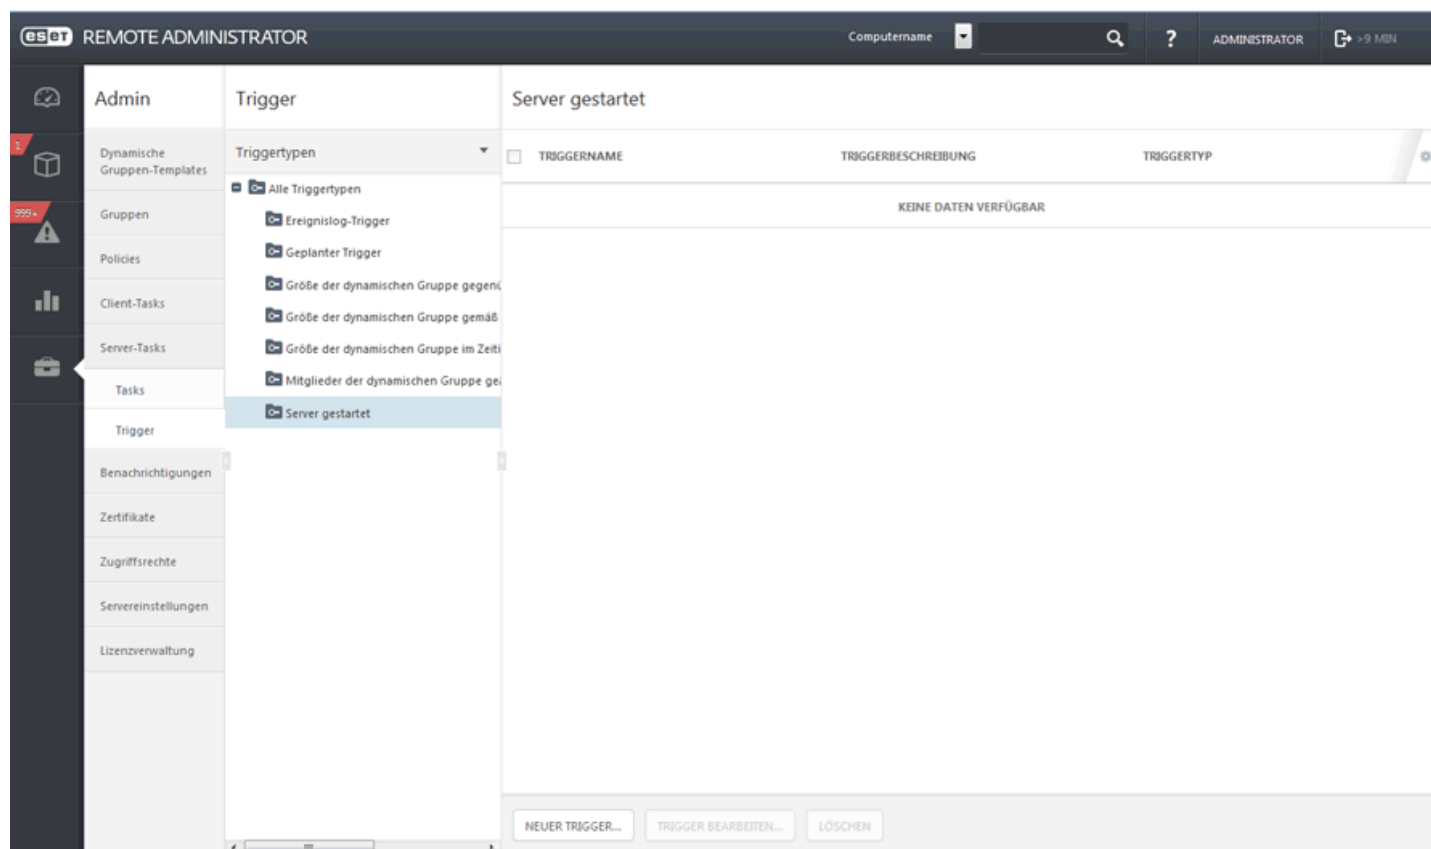 eset REMOTE ADMINISTRATOR
Computername
?
ADMINISTRATOR
>9 MIN
1
999+
Admin
Dynamische
Gruppen-Templates
Gruppen
Policies
Client-Tasks
Server-Tasks
Tasks
Trigger
Benachrichtigungen
Zertifikate
Zugriffsrechte
Servereinstellungen
Lizenzverwaltung
Trigger
Triggertypen
Alle Triggertypen
Ereignislog-Trigger
Geplanter Trigger
Größe der dynamischen Gruppe gegen
Größe der dynamischen Gruppe gemäß
Größe der dynamischen Gruppe im Zeit
Mitglieder der dynamischen Gruppe ge
Server gestartet
Server gestartet
TRIGGERNAME TRIGGERBESCHREIBUNG TRIGGERTYP
KEINE DATEN VERFÜGBAR
NEUER TRIGGER... TRIGGER BEARBEITEN... LÖSCHEN